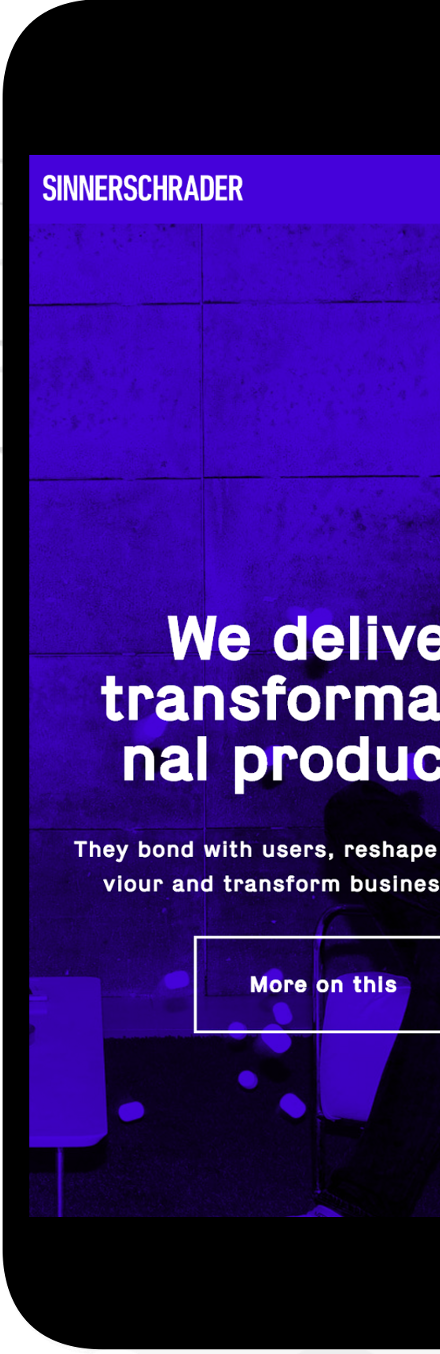 SINNERSCHRADER
We delive
transforma
nal produc
They bond with users, reshape
viour and transform busines
More on this